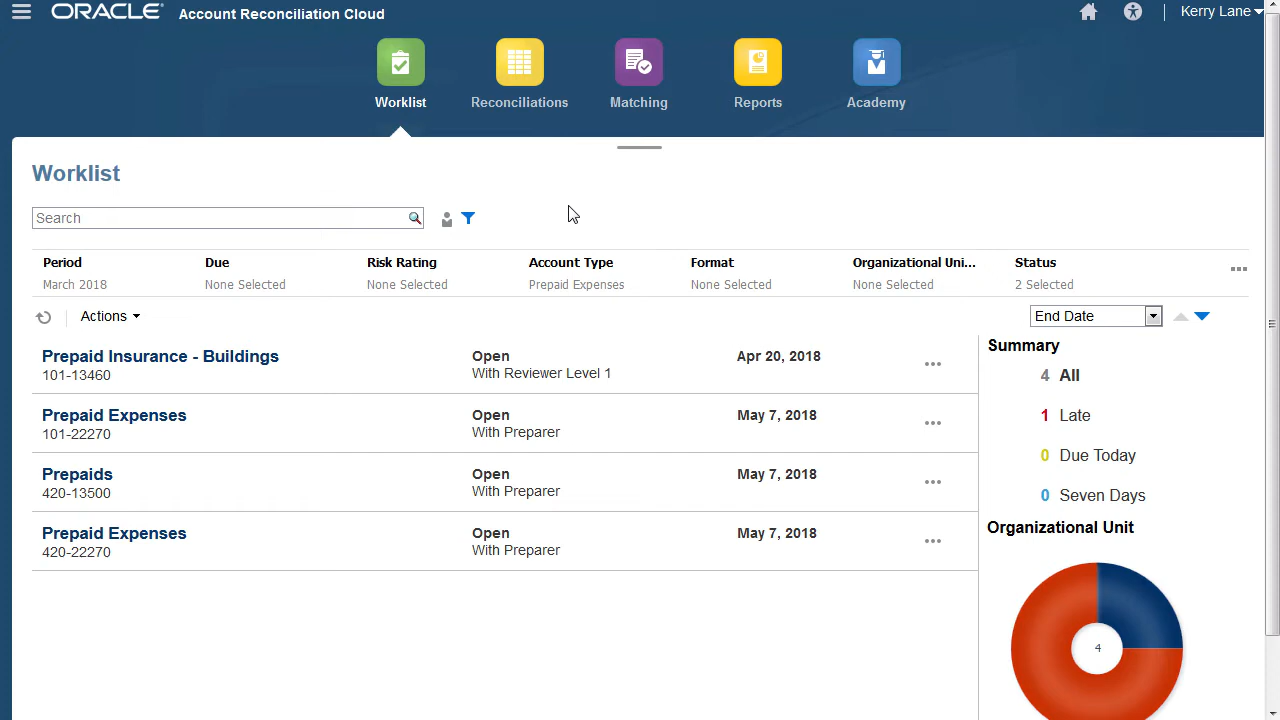 ORACLE® Account Reconciliation Cloud
Kerry Lane
Worklist
Reconciliations
Matching
Reports
Academy
Worklist
Search
Period
March 2018
Due
None Selected
Risk Rating
None Selected
Account Type
Prepaid Expenses
Format
None Selected
Organizational Uni...
None Selected
Status
2 Selected
Actions
End Date
Prepaid Insurance - Buildings
101-13460
Open
With Reviewer Level 1
Apr 20, 2018
Prepaid Expenses
101-22270
Open
With Preparer
May 7, 2018
Prepaids
420-13500
Open
With Preparer
May 7, 2018
Prepaid Expenses
420-22270
Open
With Preparer
May 7, 2018
Summary
4 All
1 Late
0 Due Today
0 Seven Days
Organizational Unit
4